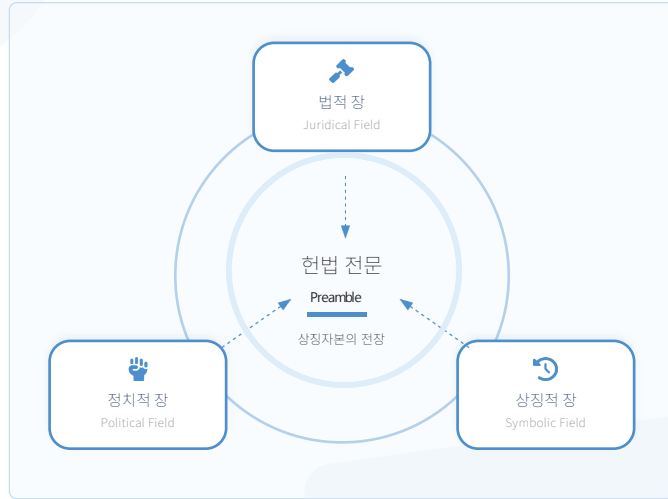 법적 장
Juridical Field
헌법 전문
Preamble
상징자본의 전장
정치적 장
Political Field
상징적 장
Symbolic Field